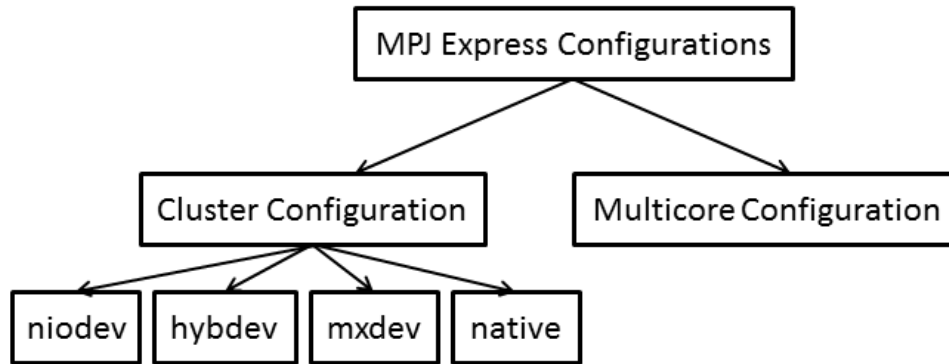 MPJ Express Configurations
Cluster Configuration
Multicore Configuration
niodev
hybdev
mxdev
native